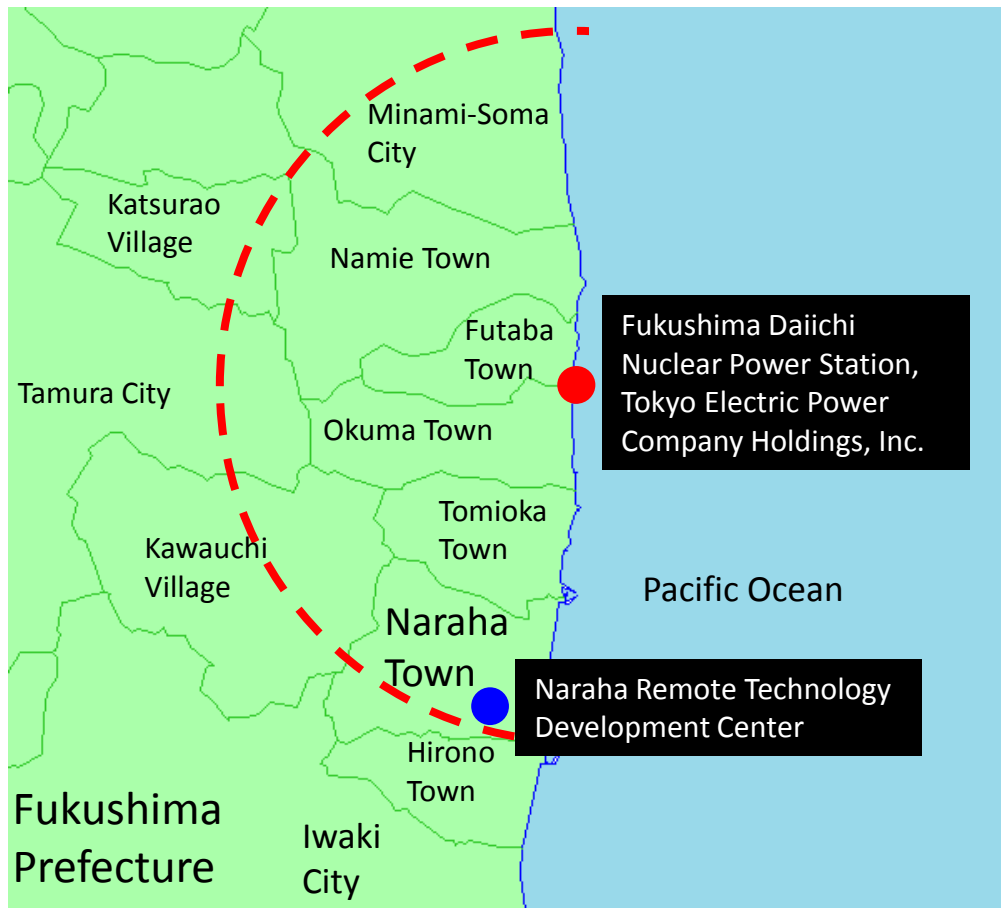 Minami-Soma
City
Katsurao
Village
Namie Town
Futaba
Town
Fukushima Daiichi
Nuclear Power Station,
Tokyo Electric Power
Company Holdings, Inc.
Tamura City
Okuma Town
Tomioka
Town
Kawauchi
Village
Pacific Ocean
Naraha
Town
Naraha Remote Technology
Development Center
Hirono
Town
Fukushima
Prefecture
Iwaki
City